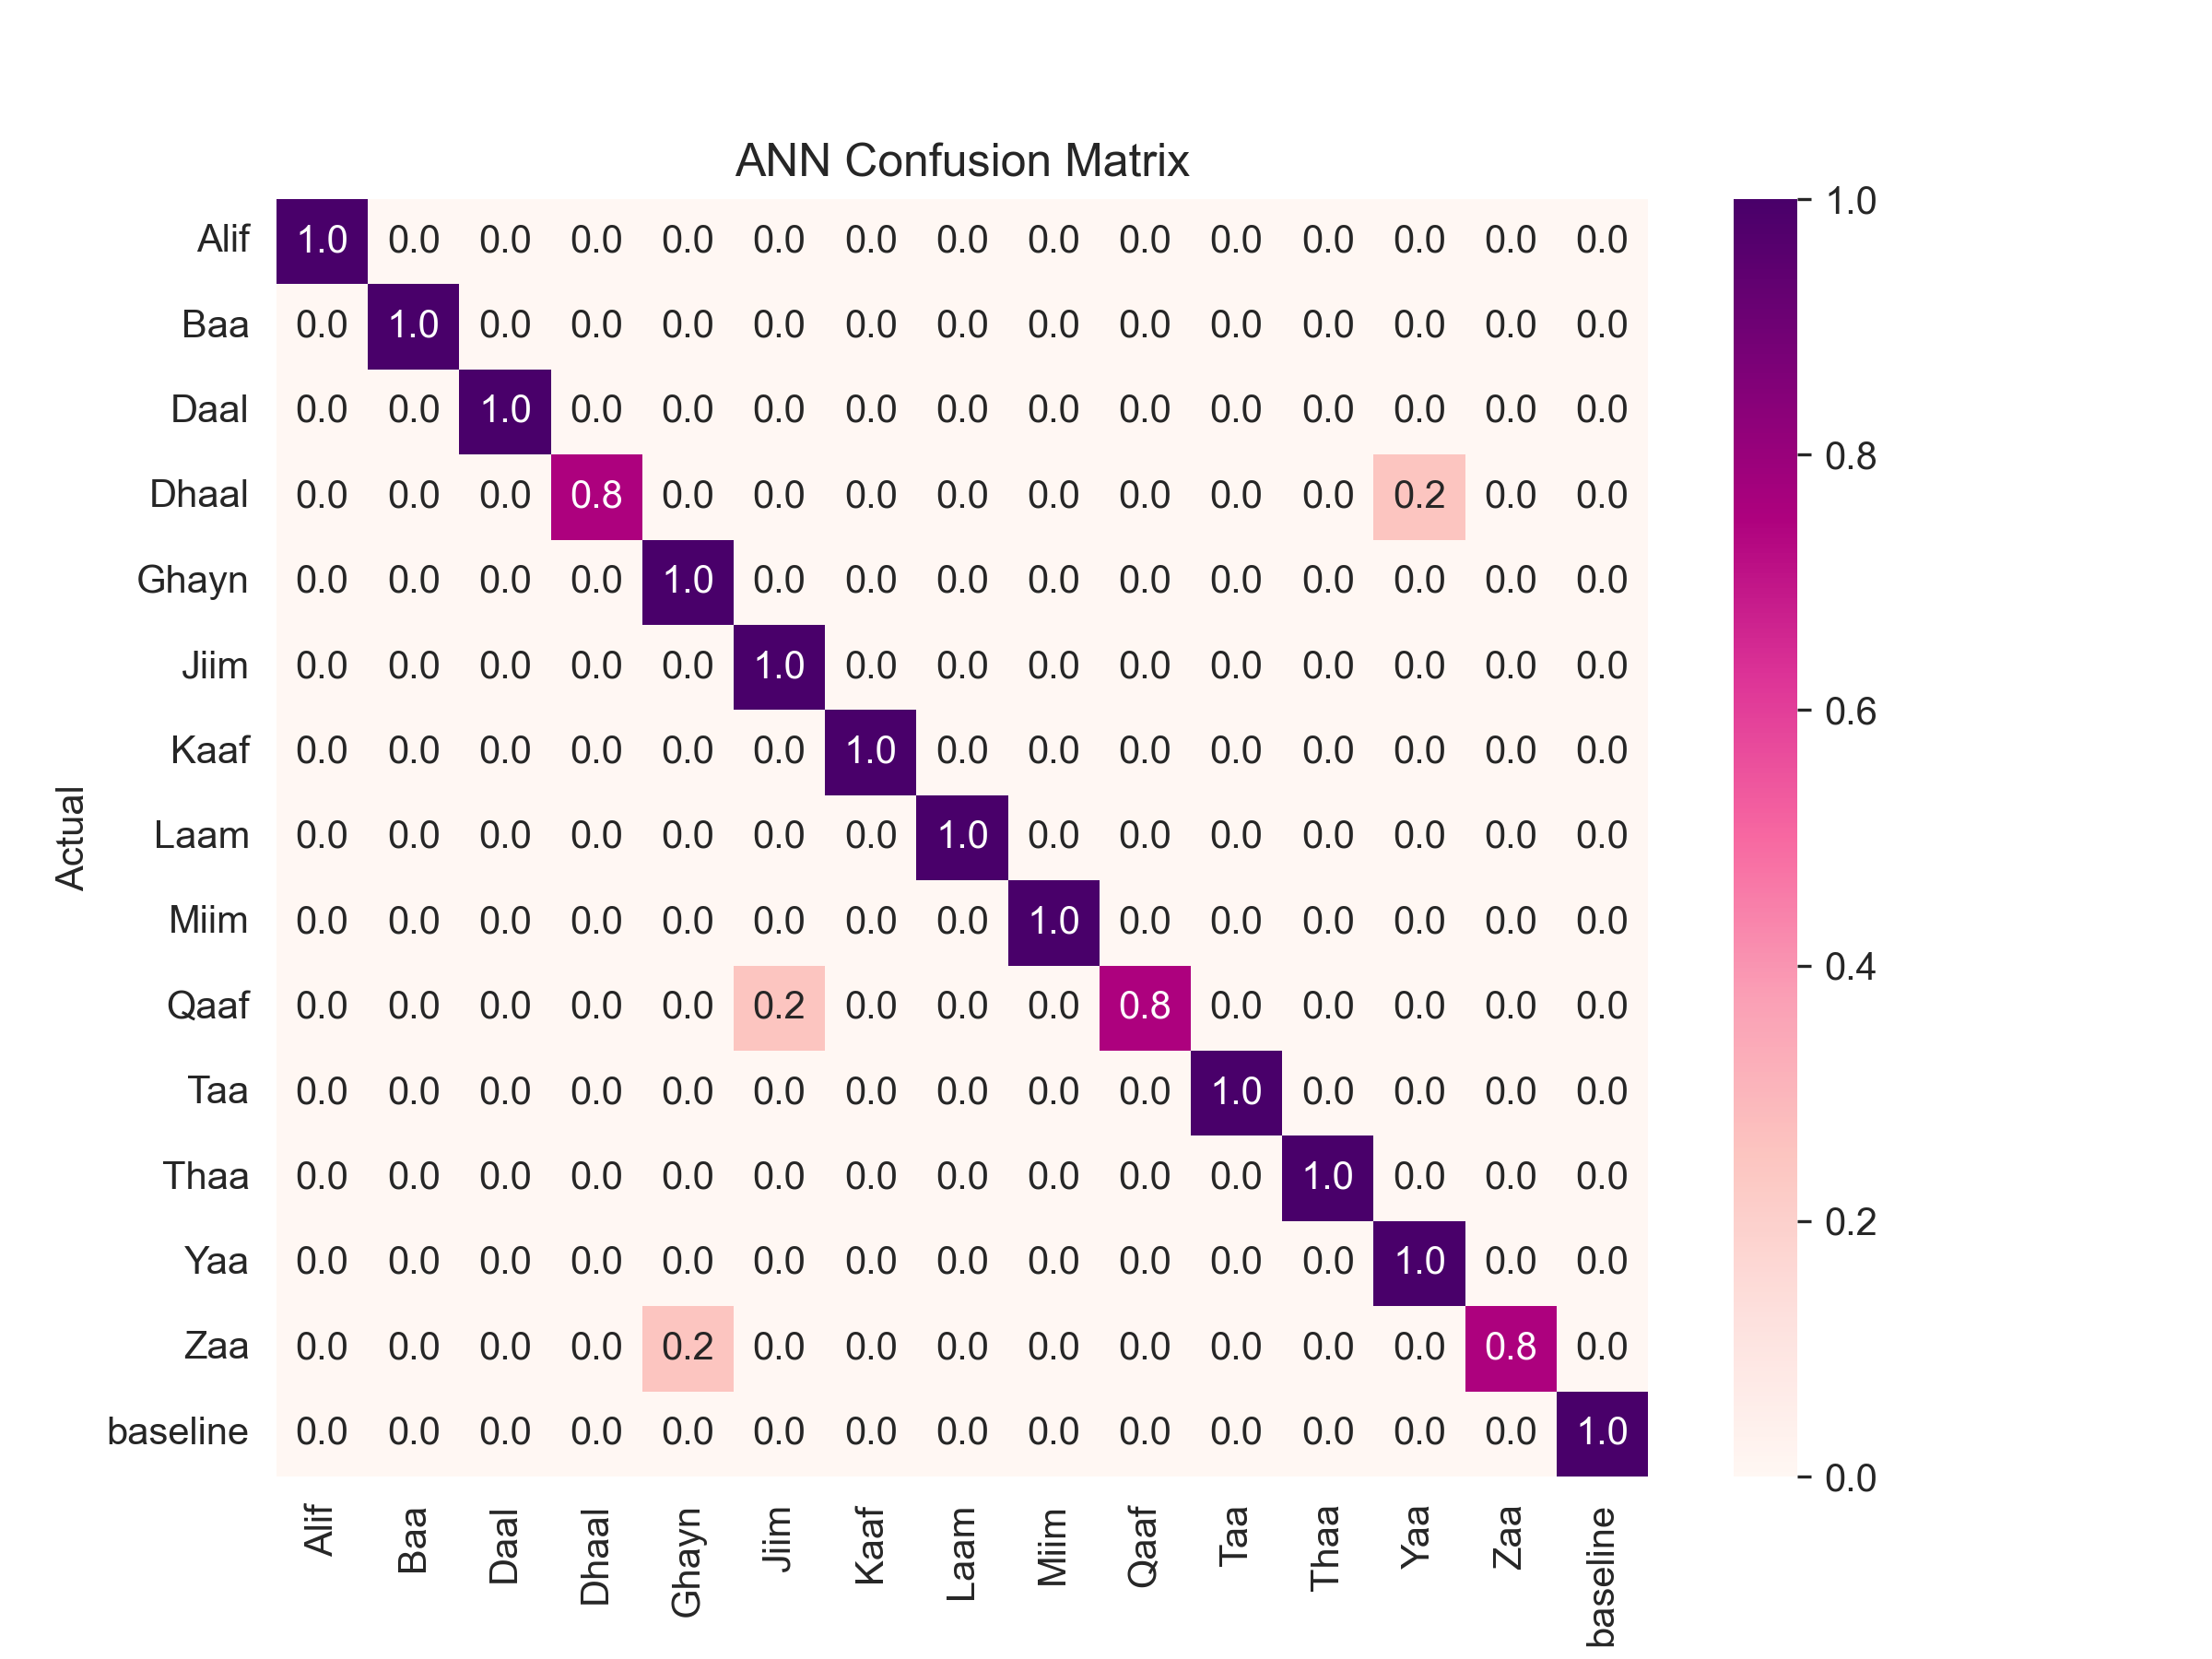 ANN Confusion Matrix
Actual
Alif 1.0 0.0 0.0 0.0 0.0 0.0 0.0 0.0 0.0 0.0 0.0 0.0 0.0 0.0 0.0
Baa 0.0 1.0 0.0 0.0 0.0 0.0 0.0 0.0 0.0 0.0 0.0 0.0 0.0 0.0 0.0
Daal 0.0 0.0 1.0 0.0 0.0 0.0 0.0 0.0 0.0 0.0 0.0 0.0 0.0 0.0 0.0
Dhaal 0.0 0.0 0.0 0.8 0.0 0.0 0.0 0.0 0.0 0.0 0.0 0.0 0.2 0.0 0.0
Ghayn 0.0 0.0 0.0 0.0 1.0 0.0 0.0 0.0 0.0 0.0 0.0 0.0 0.0 0.0 0.0
Jiim 0.0 0.0 0.0 0.0 0.0 1.0 0.0 0.0 0.0 0.0 0.0 0.0 0.0 0.0 0.0
Kaaf 0.0 0.0 0.0 0.0 0.0 0.0 1.0 0.0 0.0 0.0 0.0 0.0 0.0 0.0 0.0
Laam 0.0 0.0 0.0 0.0 0.0 0.0 0.0 1.0 0.0 0.0 0.0 0.0 0.0 0.0 0.0
Miim 0.0 0.0 0.0 0.0 0.0 0.0 0.0 0.0 1.0 0.0 0.0 0.0 0.0 0.0 0.0
Qaaf 0.0 0.0 0.0 0.0 0.0 0.2 0.0 0.0 0.0 0.8 0.0 0.0 0.0 0.0 0.0
Taa 0.0 0.0 0.0 0.0 0.0 0.0 0.0 0.0 0.0 0.0 1.0 0.0 0.0 0.0 0.0
Thaa 0.0 0.0 0.0 0.0 0.0 0.0 0.0 0.0 0.0 0.0 0.0 1.0 0.0 0.0 0.0
Yaa 0.0 0.0 0.0 0.0 0.0 0.0 0.0 0.0 0.0 0.0 0.0 0.0 1.0 0.0 0.0
Zaa 0.0 0.0 0.0 0.0 0.2 0.0 0.0 0.0 0.0 0.0 0.0 0.0 0.0 0.8 0.0
baseline 0.0 0.0 0.0 0.0 0.0 0.0 0.0 0.0 0.0 0.0 0.0 0.0 0.0 0.0 1.0
Alif Baa Daal Dhaal Ghayn Jiim Kaaf Laam Miim Qaaf Taa Thaa Yaa Zaa baseline
1.0
0.8
0.6
0.4
0.2
0.0